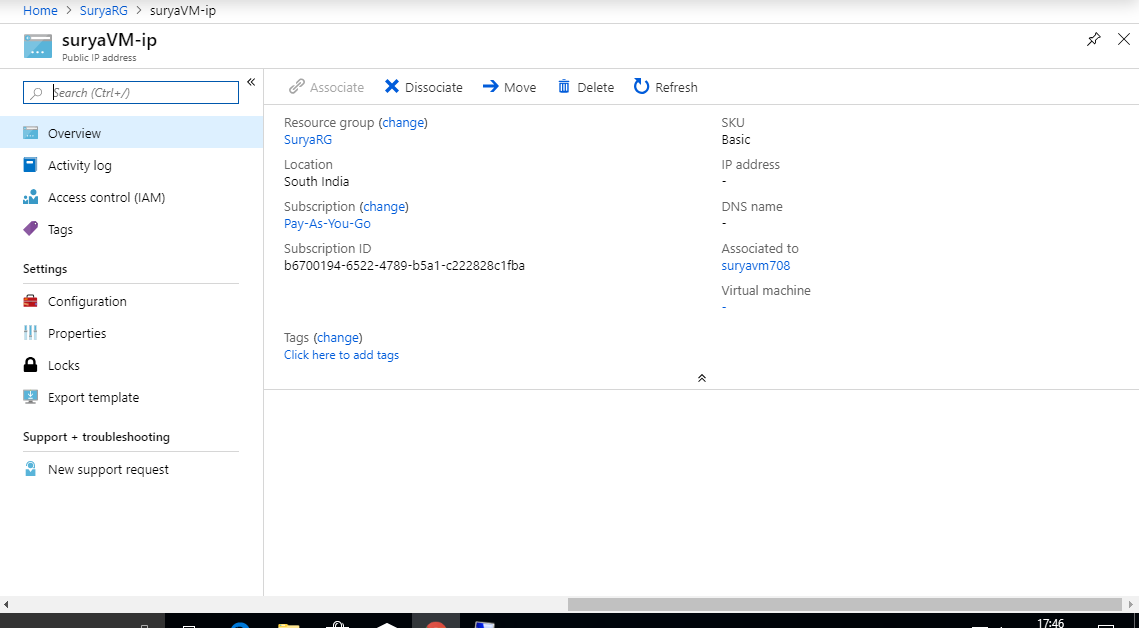 Home > SuryaRG > suryaVM-ip
suryaVM-ip
Public IP address
Search (Ctrl+/)
«
Overview
Activity log
Access control (IAM)
Tags
Settings
Configuration
Properties
Locks
Export template
Support + troubleshooting
New support request
Associate Dissociate Move Delete Refresh
Resource group (change)
SuryaRG
Location
South India
Subscription (change)
Pay-As-You-Go
Subscription ID
b6700194-6522-4789-b5a1-c222828c1fba
SKU
Basic
IP address
-
DNS name
-
Associated to
suryavm708
Virtual machine
-
Tags (change)
Click here to add tags
17:46